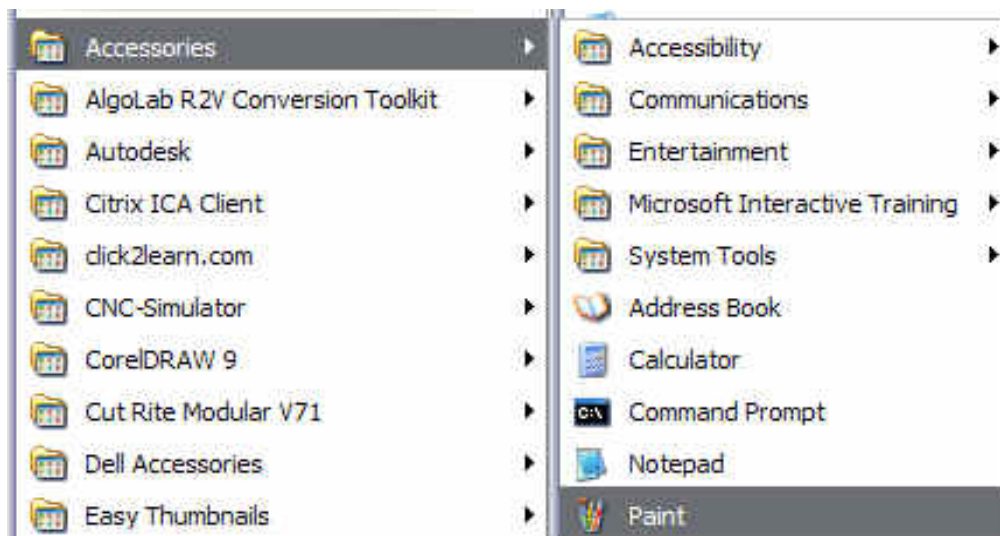 Accessories
AlgoLab R2V Conversion Toolkit
Autodesk
Citrix ICA Client
click2learn.com
CNC-Simulator
CorelDRAW 9
Cut Rite Modular V71
Dell Accessories
Easy Thumbnails
Accessibility
Communications
Entertainment
Microsoft Interactive Training
System Tools
Address Book
Calculator
C:\
Command Prompt
Notepad
Paint